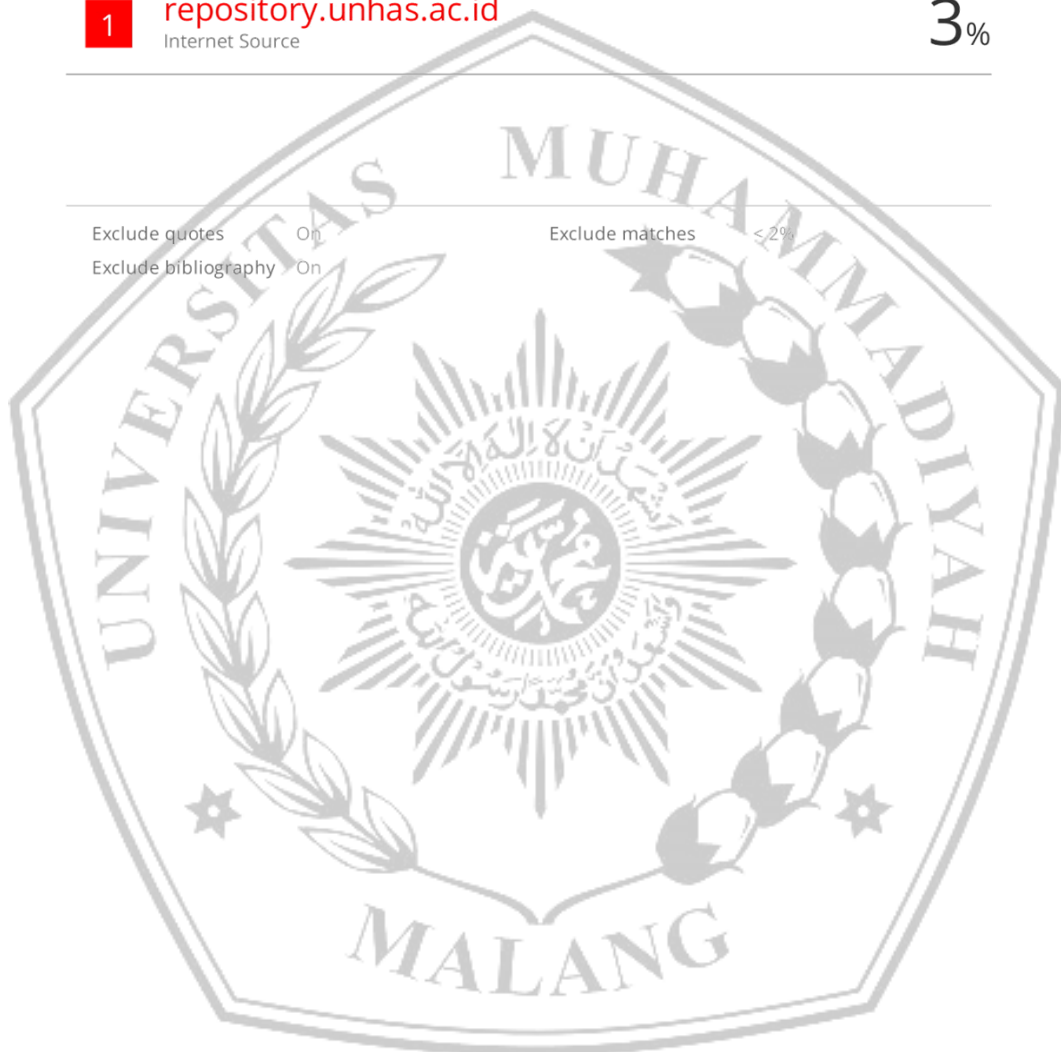 1 repository.unhas.ac.id 3%
Internet Source
Exclude quotes On Exclude matches < 2%
Exclude bibliography On
UNIVERSITAS MUHAMMADIYAH
MALANG